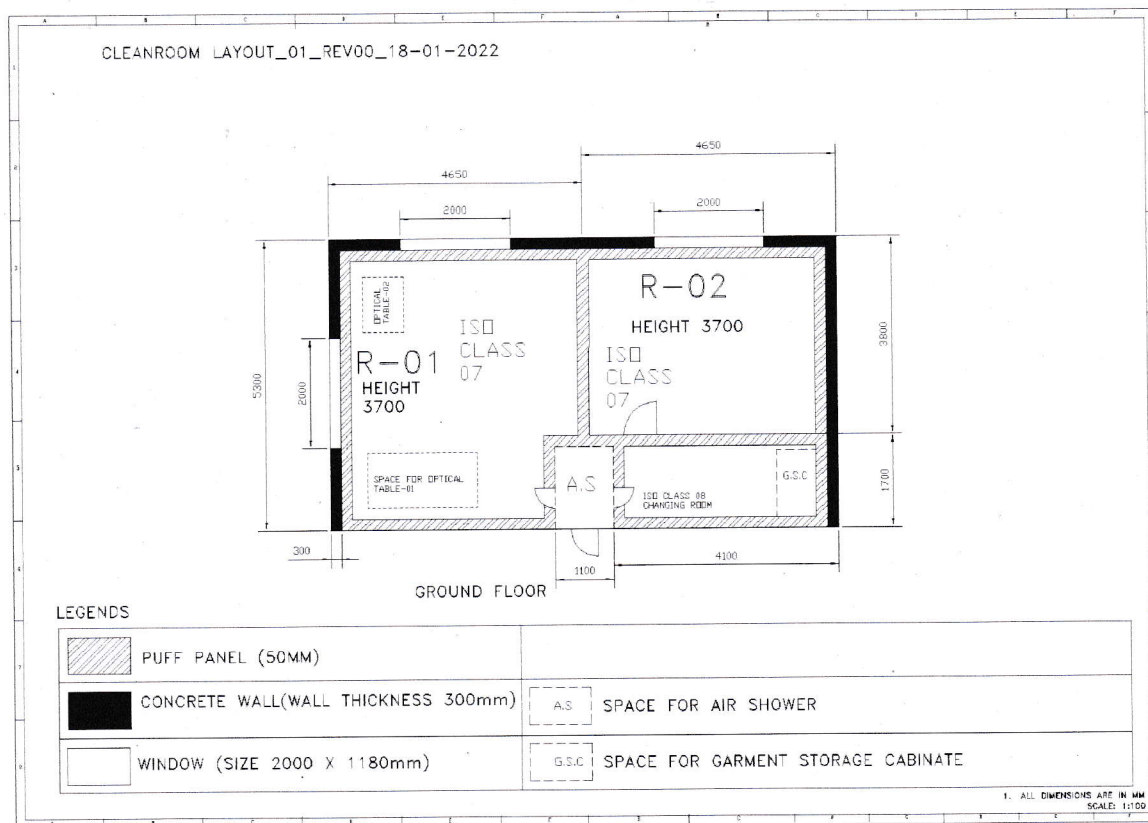 CLEANROOM LAYOUT_01_REV00_18-01-2022
4650
4650
2000
2000
5300
2000
3800
1700
OPTICAL
TABLE-02
ISO
CLASS
07
R-01
HEIGHT
3700
R-02
HEIGHT 3700
ISO
CLASS
07
SPACE FOR OPTICAL
TABLE-01
A.S
ISO CLASS 08
CHANGING ROOM
G.S.C
300
1100
4100
GROUND FLOOR
LEGENDS
PUFF PANEL (50MM)
CONCRETE WALL(WALL THICKNESS 300mm)
A.S
SPACE FOR AIR SHOWER
WINDOW (SIZE 2000 X 1180mm)
G.S.C
SPACE FOR GARMENT STORAGE CABINATE
1. ALL DIMENSIONS ARE IN MM
SCALE: 1:100